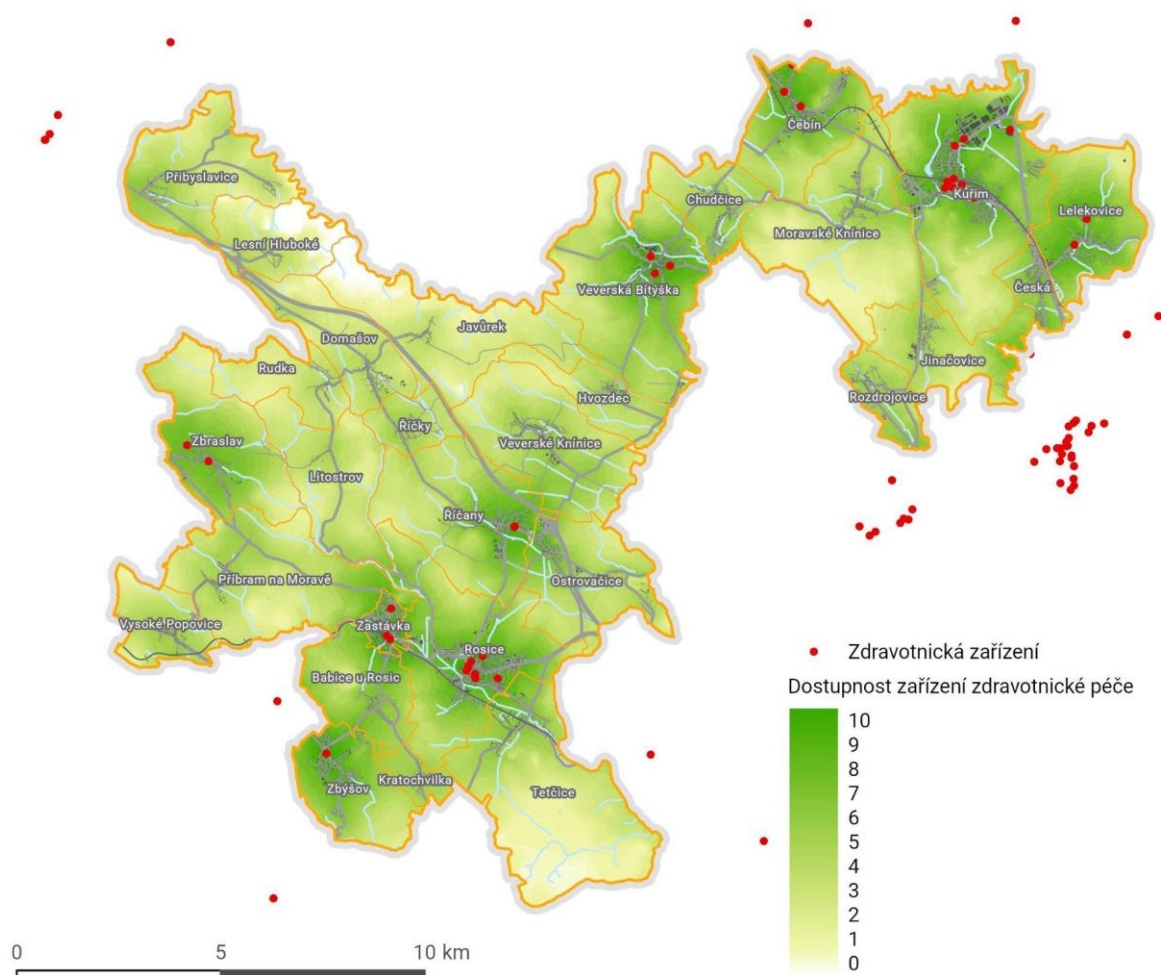 Čebín
Kuřim
Přibyslavice
Chudčice
Lelekovice
Moravské Knínice
Lesní Hluboké
Veverská Bítýška
Česká
Javůrek
Domašov
Jinačovice
Rudka
Hvozdec
Rozdrojovice
Říčky
Zbraslav
Veverské Knínice
Litostrov
Říčany
Příbram na Moravě
Ostrovačice
Vysoké Popovice
Zastávka
Rosice
Babice u Rosic
Zbýšov
Kratochvilka
Tetčice
Zdravotnická zařízení
Dostupnost zařízení zdravotnické péče
10
9
8
7
6
5
4
3
2
1
0
0 5 10 km